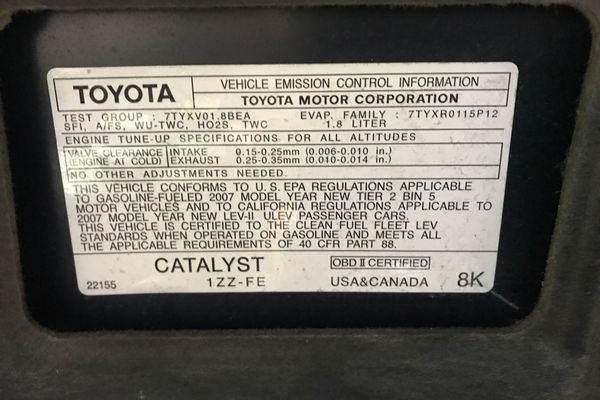 TOYOTA
VEHICLE EMISSION CONTROL INFORMATION
TOYOTA MOTOR CORPORATION
TEST GROUP : 7TYXV01.8BEA EVAP. FAMILY : 7TYXR0115P12
SFI, A/FS, WU-TWC, HO2S, TWC 1.8 LITER
ENGINE TUNE-UP SPECIFICATIONS FOR ALL ALTITUDES
VALVE CLEARANCE INTAKE 0.15-0.25mm (0.006-0.010 in.)
(ENGINE AT COLD) EXHAUST 0.25-0.35mm (0.010-0.014 in.)
NO OTHER ADJUSTMENTS NEEDED.
THIS VEHICLE CONFORMS TO U.S. EPA REGULATIONS APPLICABLE
TO GASOLINE-FUELED 2007 MODEL YEAR NEW TIER 2 BIN 5
MOTOR VEHICLES AND TO CALIFORNIA REGULATIONS APPLICABLE TO
2007 MODEL YEAR NEW LEV-II ULEV PASSENGER CARS.
THIS VEHICLE IS CERTIFIED TO THE CLEAN FUEL FLEET LEV
STANDARDS WHEN OPERATED ON GASOLINE AND MEETS ALL
THE APPLICABLE REQUIREMENTS OF 40 CFR PART 88.
CATALYST OBD II CERTIFIED
22155 1ZZ-FE USA&CANADA 8K